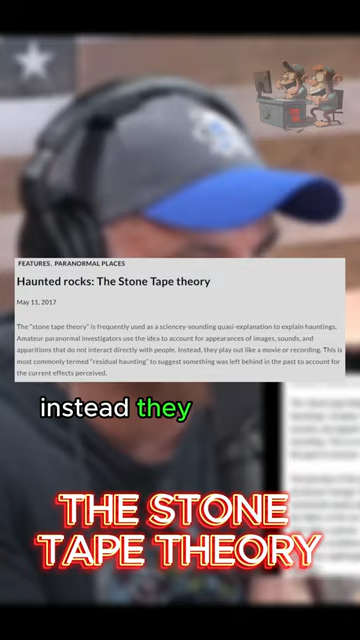 FEATURES, PARANORMAL PLACES
Haunted rocks: The Stone Tape theory
May 11, 2017
The "stone tape theory" is frequently used as a sciencey-sounding quasi-explanation to explain hauntings.
Amateur paranormal investigators use the idea to account for appearances of images, sounds, and
apparitions that do not interact directly with people. Instead, they play out like a movie or recording. This is
most commonly termed "residual haunting" to suggest something was left behind in the past to account for
the current effects perceived.
instead they
THE STONE
TAPE THEORY